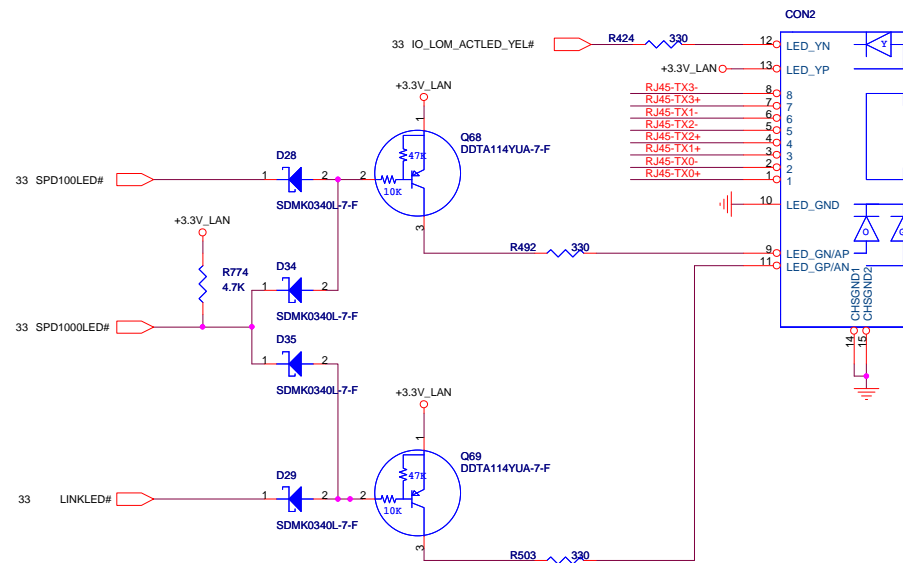 CON2
33 IO_LOM_ACTLED_YEL#
R424
330
12
LED_YN
Y
+3.3V_LAN
13
LED_YP
RJ45-TX3-
8
8
RJ45-TX3+
7
7
RJ45-TX1-
6
6
RJ45-TX2-
5
5
RJ45-TX2+
4
4
RJ45-TX1+
3
3
RJ45-TX0-
2
2
RJ45-TX0+
1
1
+3.3V_LAN
1
Q68
DDTA114YUA-7-F
47K
10K
2
3
D28
33 SPD100LED#
1
2
SDMK0340L-7-F
10
LED_GND
O
G
+3.3V_LAN
R774
4.7K
R492
330
9
LED_GN/AP
11
LED_GP/AN
D34
1
2
SDMK0340L-7-F
CHSGND1
CHSGND2
14
15
33 SPD1000LED#
D35
1
2
SDMK0340L-7-F
+3.3V_LAN
1
Q69
DDTA114YUA-7-F
47K
10K
2
3
D29
33 LINKLED#
1
2
SDMK0340L-7-F
R503
330